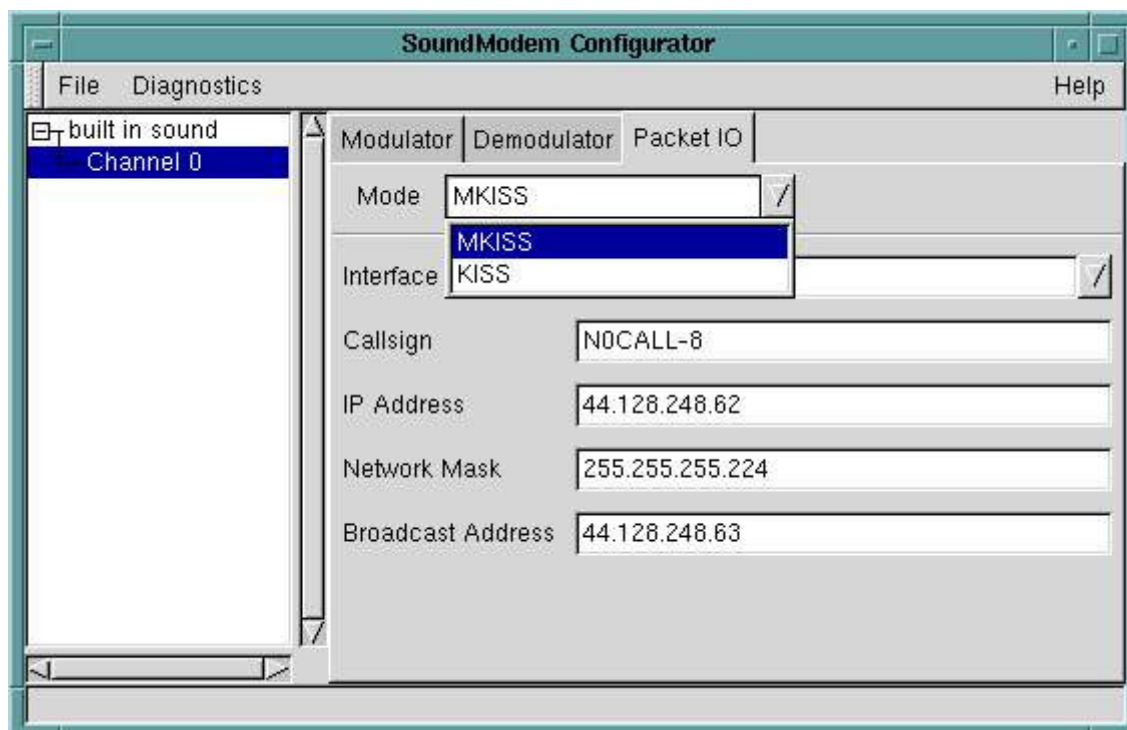 SoundModem Configurator
File Diagnostics Help
built in sound
Channel 0
Modulator Demodulator Packet IO
Mode MKISS
MKISS
KISS
Interface
Callsign N0CALL-8
IP Address 44.128.248.62
Network Mask 255.255.255.224
Broadcast Address 44.128.248.63